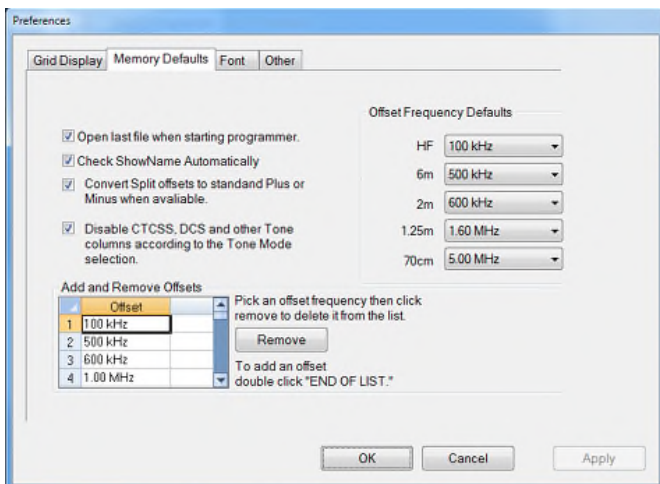 Preferences
Grid Display
Memory Defaults
Font
Other
Open last file when starting programmer.
Check ShowName Automatically
Convert Split offsets to standand Plus or
Minus when avaliable.
Disable CTCSS, DCS and other Tone
columns according to the Tone Mode
selection.
Offset Frequency Defaults
HF 100 kHz
6m 500 kHz
2m 600 kHz
1.25m 1.60 MHz
70cm 5.00 MHz
Add and Remove Offsets
Offset
1 100 kHz
2 500 kHz
3 600 kHz
4 1.00 MHz
Pick an offset frequency then click
remove to delete it from the list.
Remove
To add an offset
double click "END OF LIST."
OK
Cancel
Apply